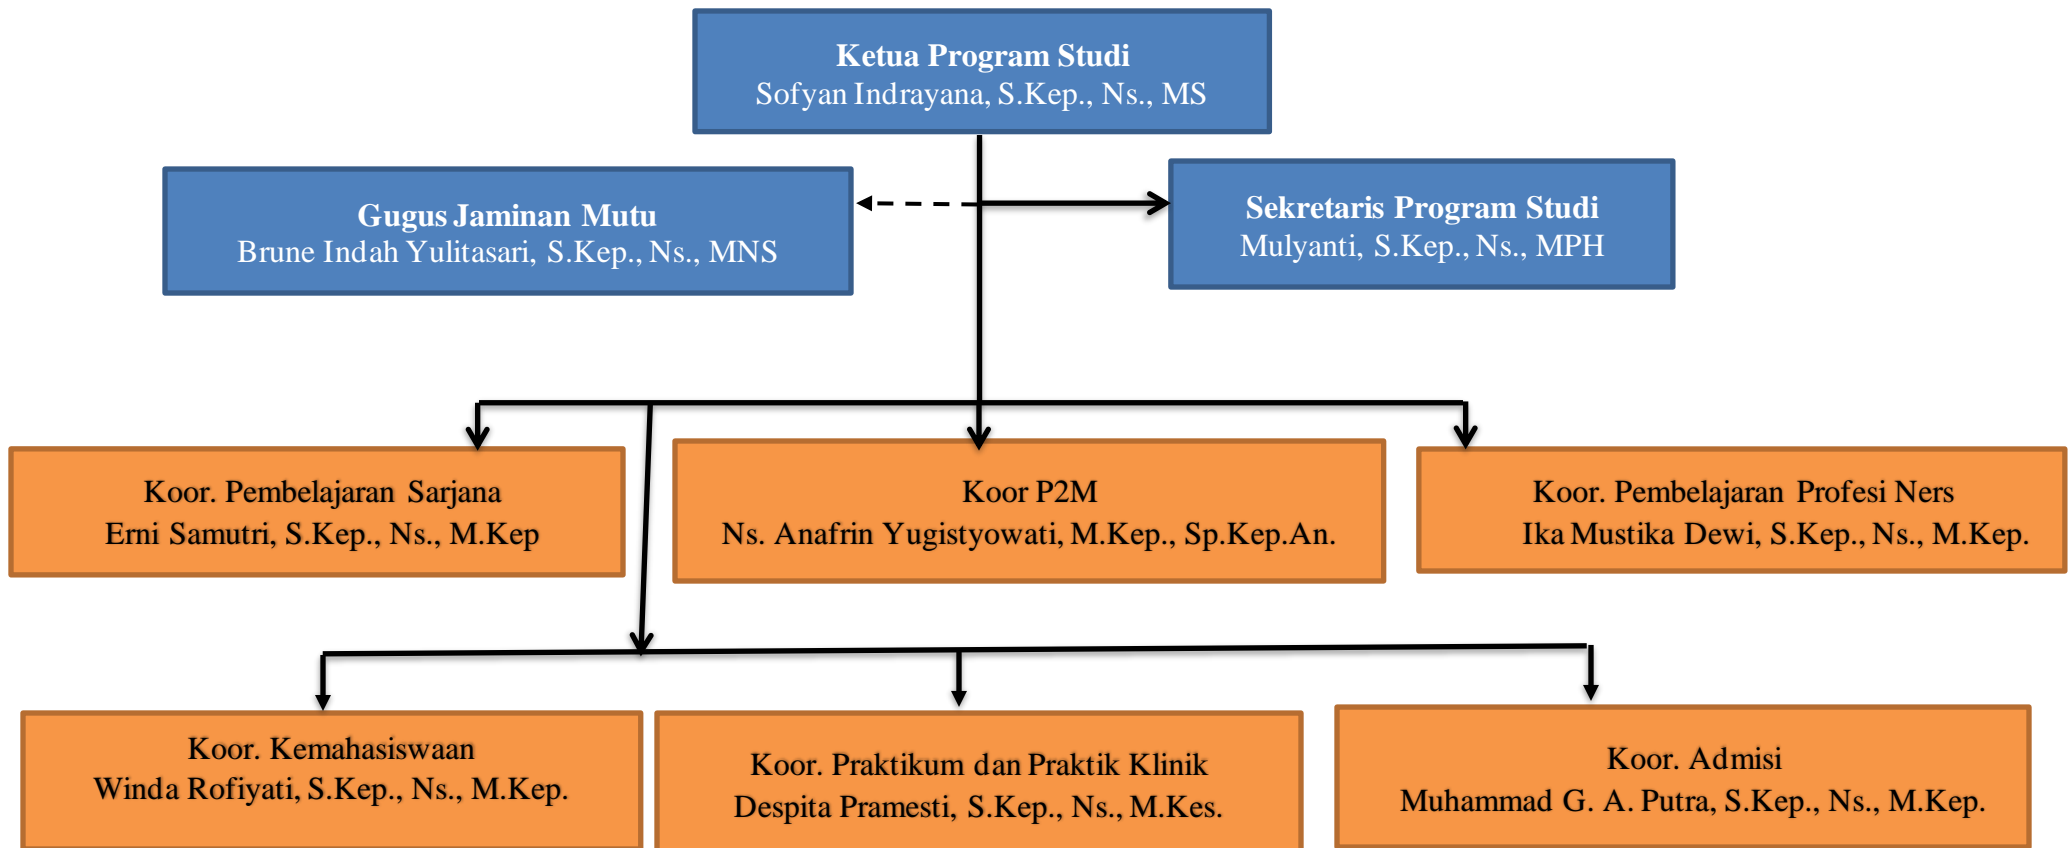 Ketua Program Studi
Sofyan Indrayana, S.Kep., Ns., MS
Gugus Jaminan Mutu
Brune Indah Yulitasari, S.Kep., Ns., MNS
Sekretaris Program Studi
Mulyanti, S.Kep., Ns., MPH
Koor. Pembelajaran Sarjana
Erni Samutri, S.Kep., Ns., M.Kep
Koor P2M
Ns. Anafrin Yugistyowati, M.Kep., Sp.Kep.An.
Koor. Pembelajaran Profesi Ners
Ika Mustika Dewi, S.Kep., Ns., M.Kep.
Koor. Kemahasiswaan
Winda Rofiyati, S.Kep., Ns., M.Kep.
Koor. Praktikum dan Praktik Klinik
Despita Pramesti, S.Kep., Ns., M.Kes.
Koor. Admisi
Muhammad G. A. Putra, S.Kep., Ns., M.Kep.